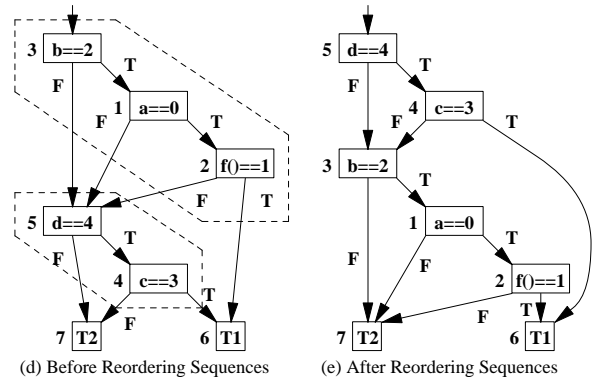 3 b==2
F T
1 a==0
F T
2 f()==1
F T
5 d==4
F T
4 c==3
F T
7 T2 6 T1
(d) Before Reordering Sequences
5 d==4
F T
4 c==3
F T
3 b==2
F T
1 a==0
F T
2 f()==1
F T
7 T2 6 T1
(e) After Reordering Sequences